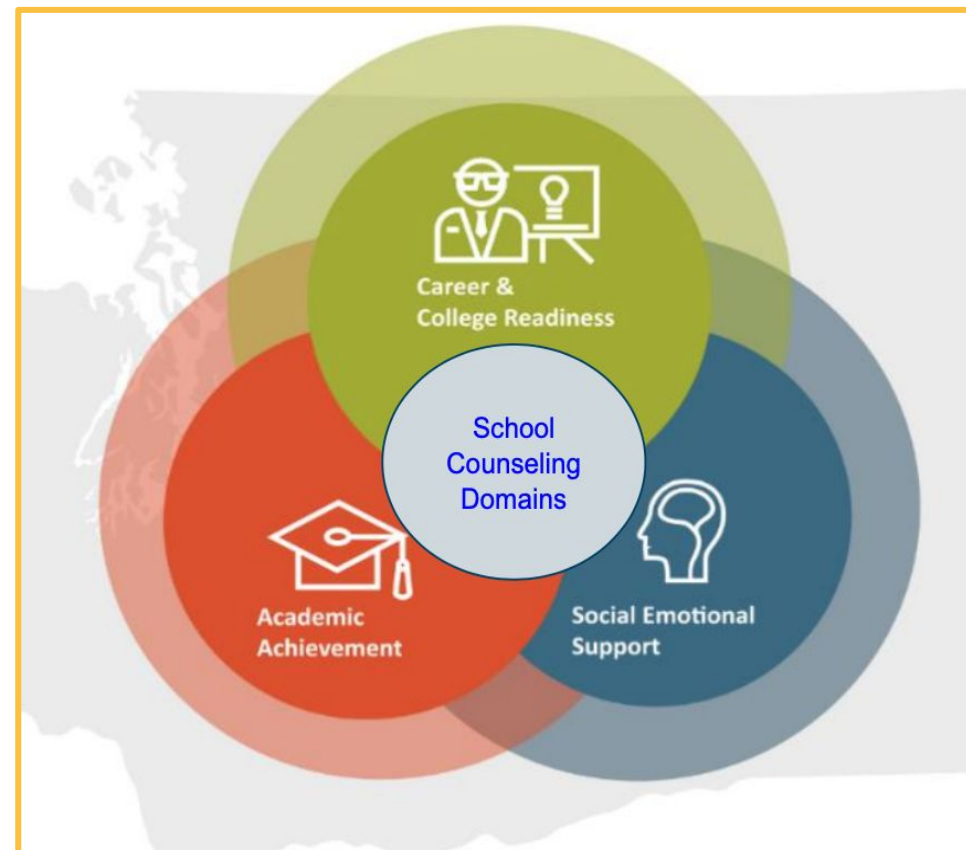 Career &
College Readiness
School
Counseling
Domains
Academic
Achievement
Social Emotional
Support